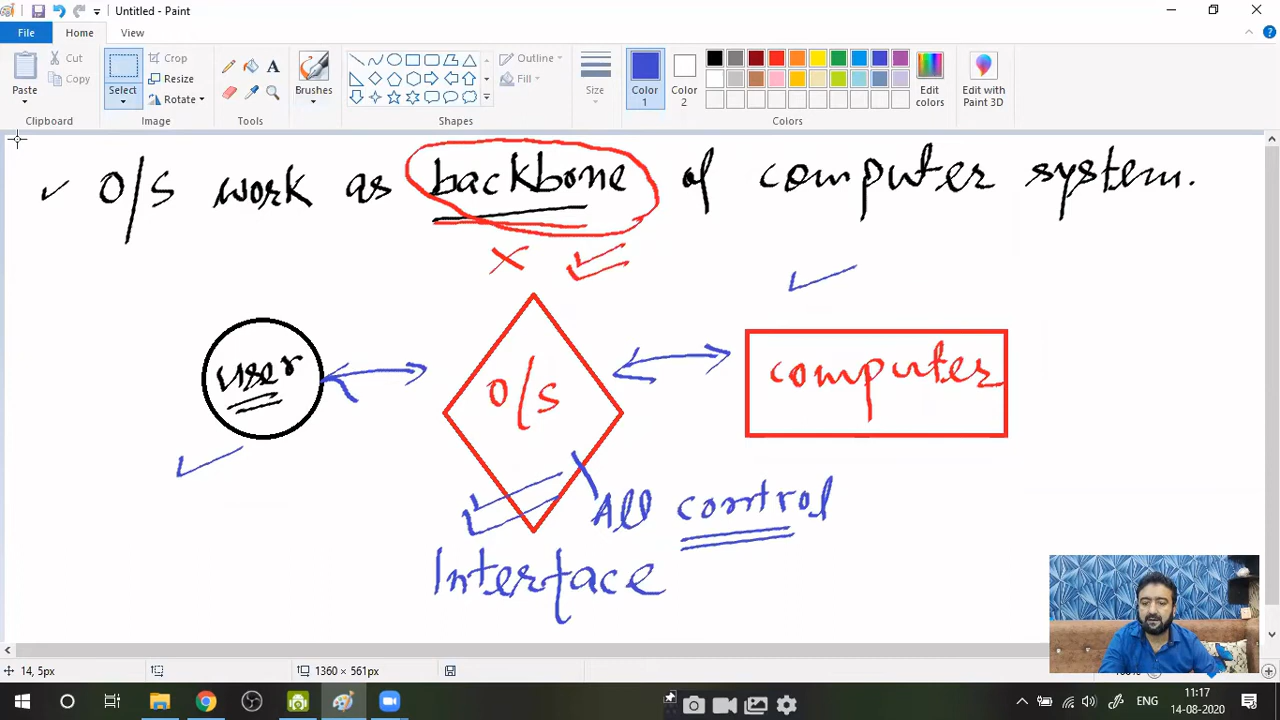 Untitled - Paint
File Home View
Paste
Cut
Copy
Clipboard
Select
Crop
Resize
Rotate
Image
Tools
Brushes
Shapes
Outline
Fill
Size
Color 1
Color 2
Colors
Edit colors
Edit with Paint 3D
O/S work as backbone of computer system.
user
O/S
computer
All control
Interface
14, 5px
1360 × 561px
100%
ENG
11:17
14-08-2020